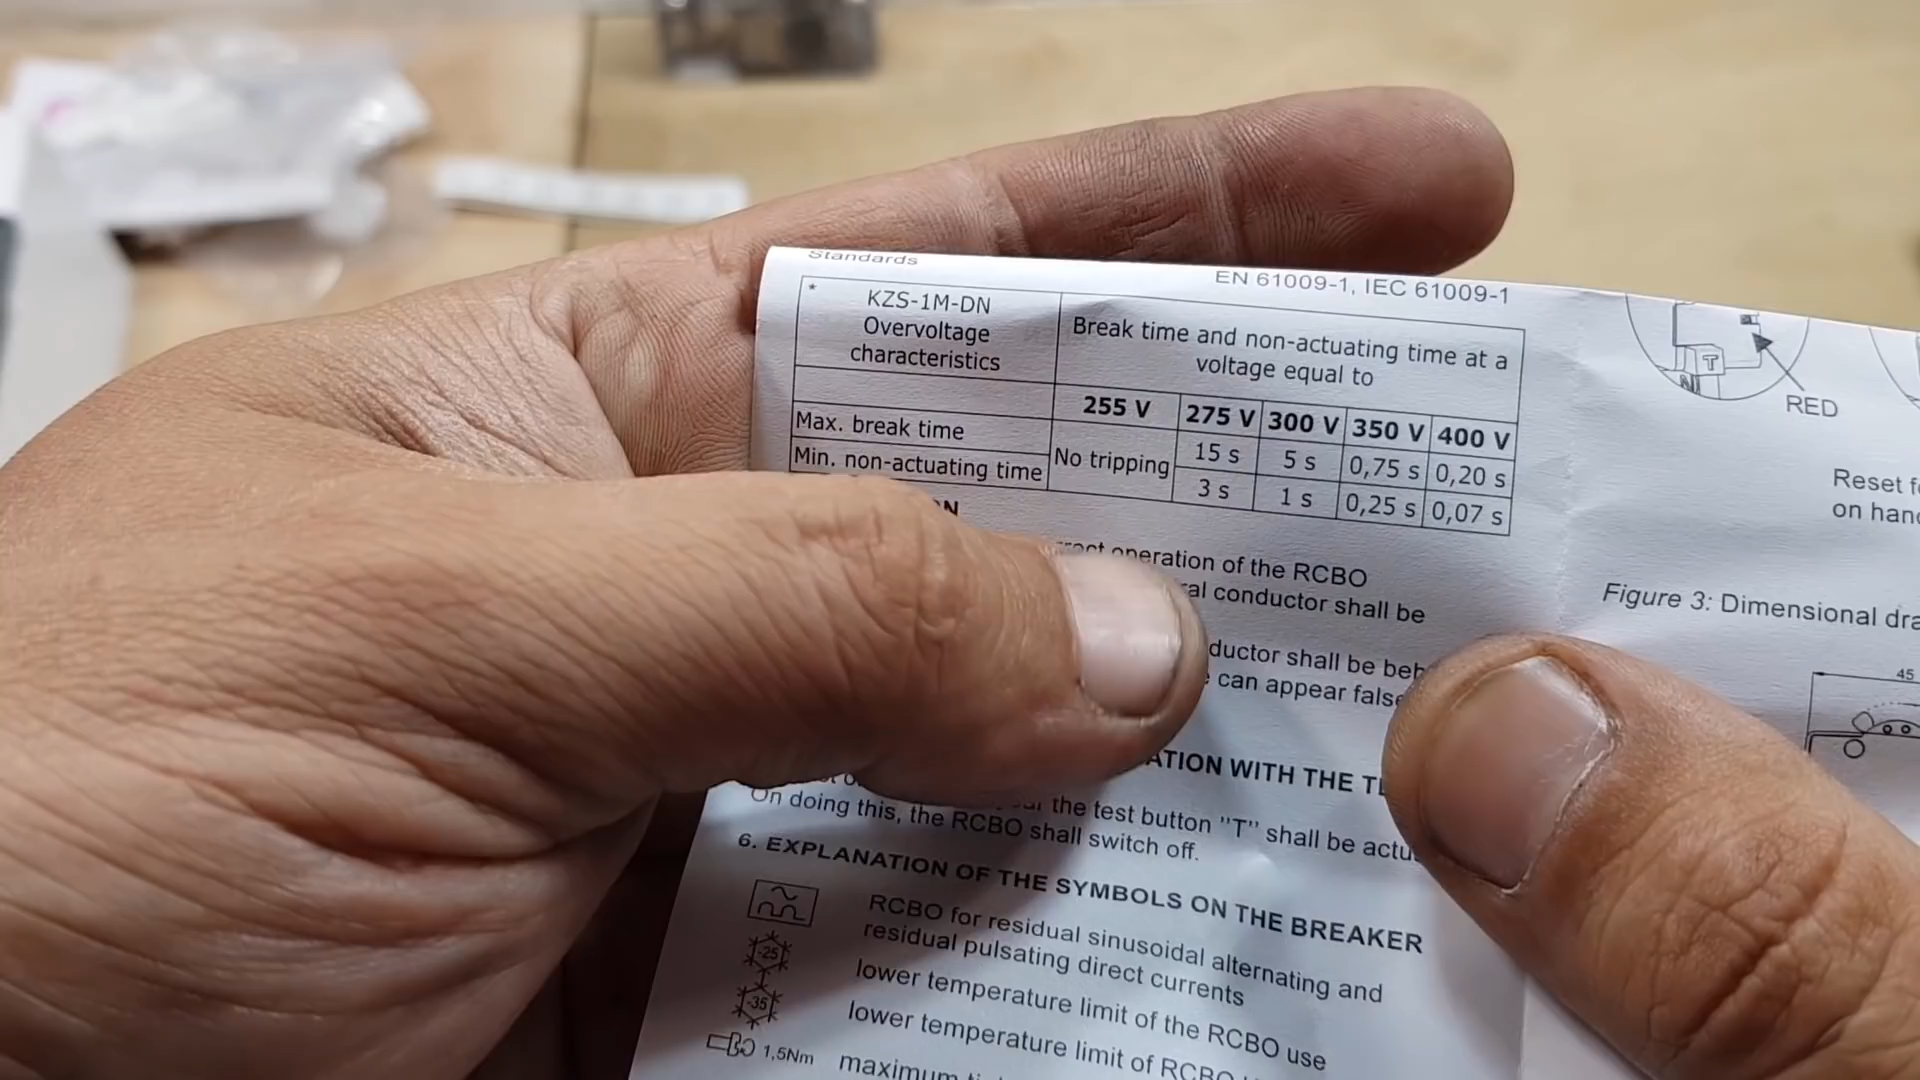 Standards
EN 61009-1, IEC 61009-1
* KZS-1M-DN
Overvoltage
characteristics
Break time and non-actuating time at a
voltage equal to
255 V 275 V 300 V 350 V 400 V
Max. break time 15 s 5 s 0,75 s 0,20 s
No tripping
Min. non-actuating time 3 s 1 s 0,25 s 0,07 s
operation of the RCBO
conductor shall be
shall be
can appear
WITH THE
the test button "T" shall be
On doing this, the RCBO shall switch off.
6. EXPLANATION OF THE SYMBOLS ON THE BREAKER
RCBO for residual sinusoidal alternating and
residual pulsating direct currents
-25 lower temperature limit of the RCBO use
-35 lower temperature limit of RCBO
1,5Nm maximum
T
N
RED
Reset
on
Figure 3: Dimensional
45